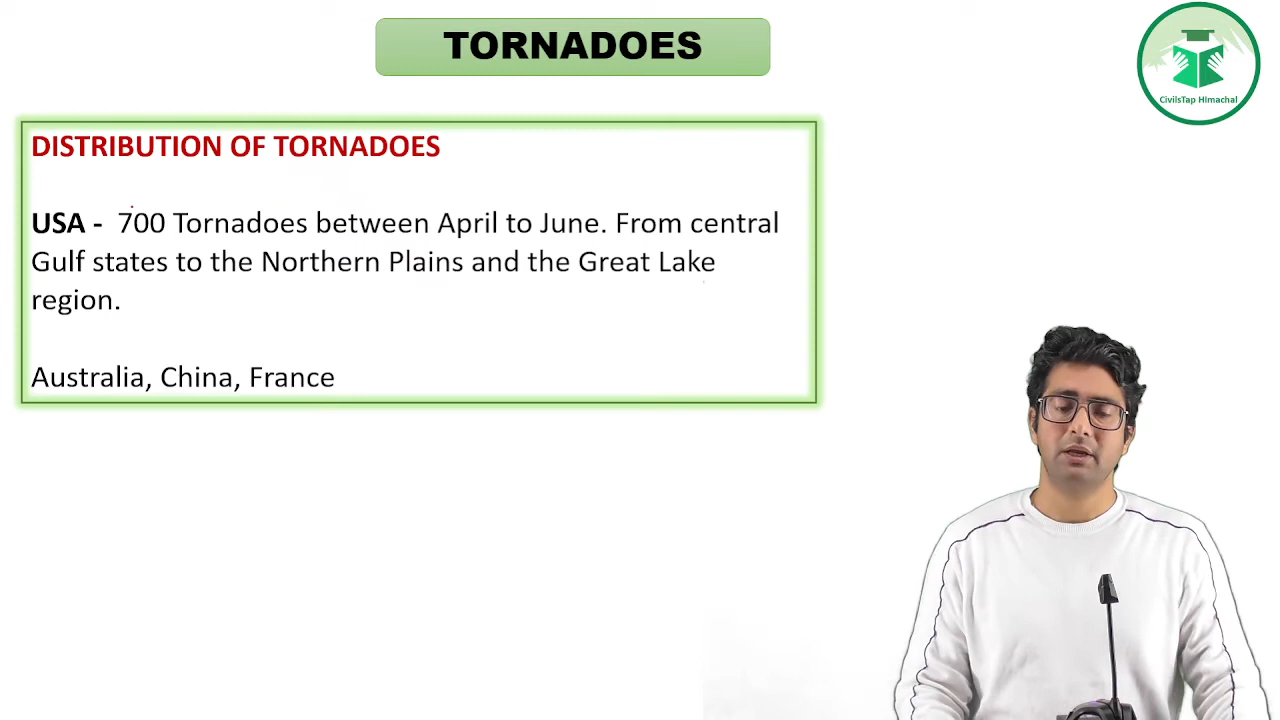 TORNADOES
CivilsTap HImachal
DISTRIBUTION OF TORNADOES
USA - 700 Tornadoes between April to June. From central
Gulf states to the Northern Plains and the Great Lake
region.
Australia, China, France